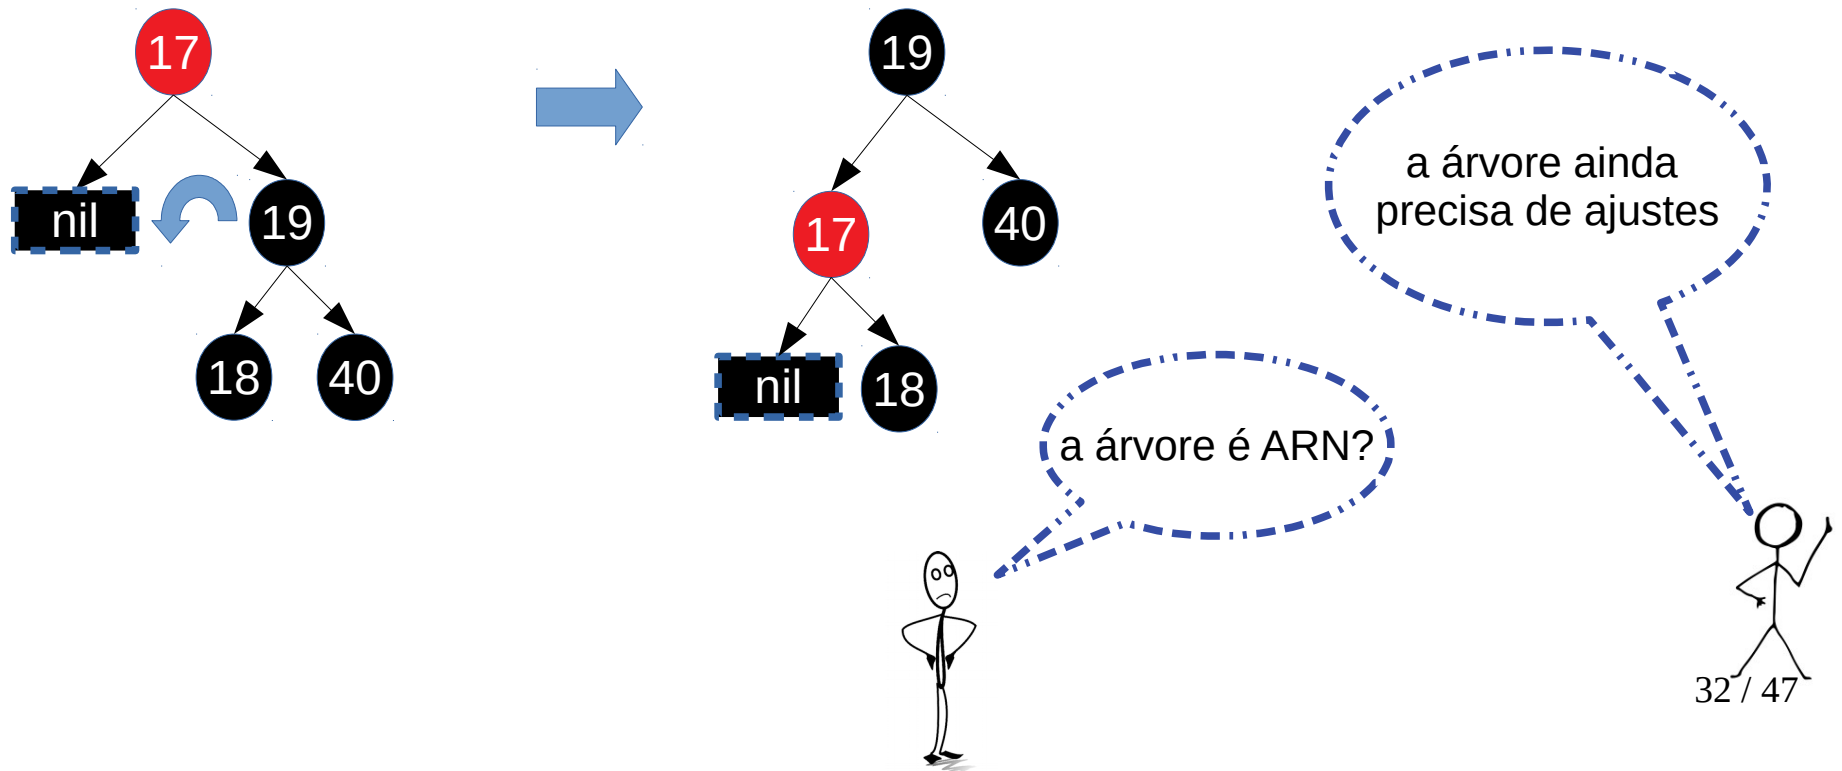 17
nil
19
18
40
19
17
40
nil
18
a árvore é ARN?
a árvore ainda
precisa de ajustes
32 / 47